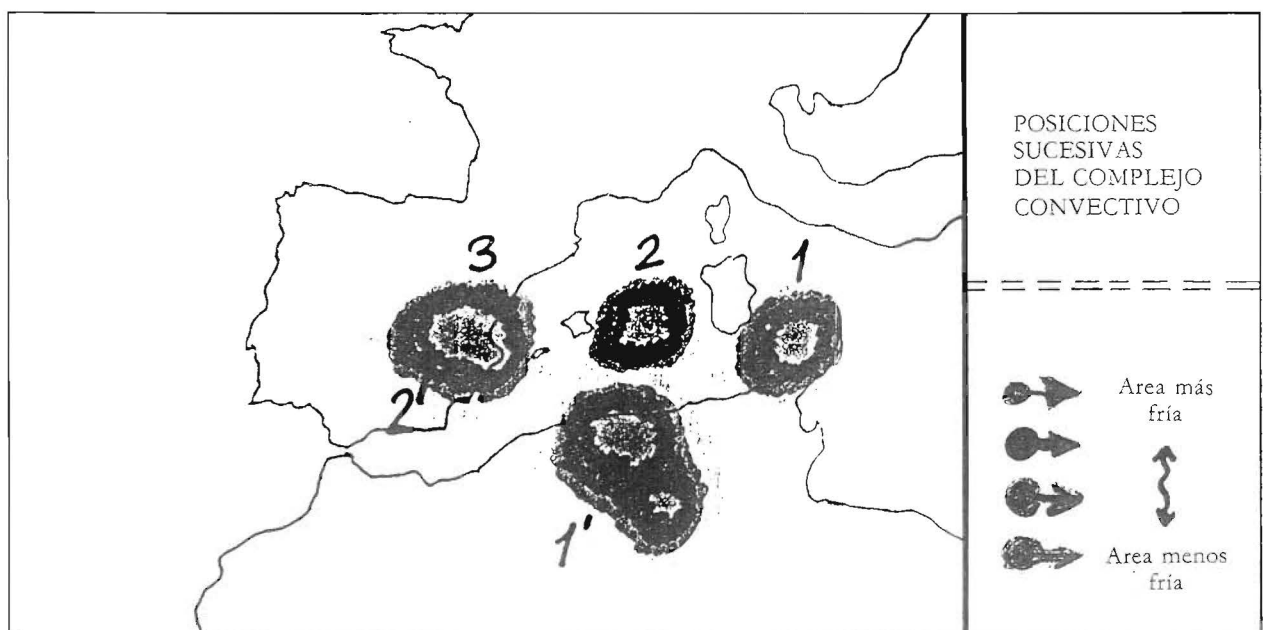 POSICIONES
SUCESIVAS
DEL COMPLEJO
CONVECTIVO
3
2
1
2'
1'
Area más
fría
Area menos
fría